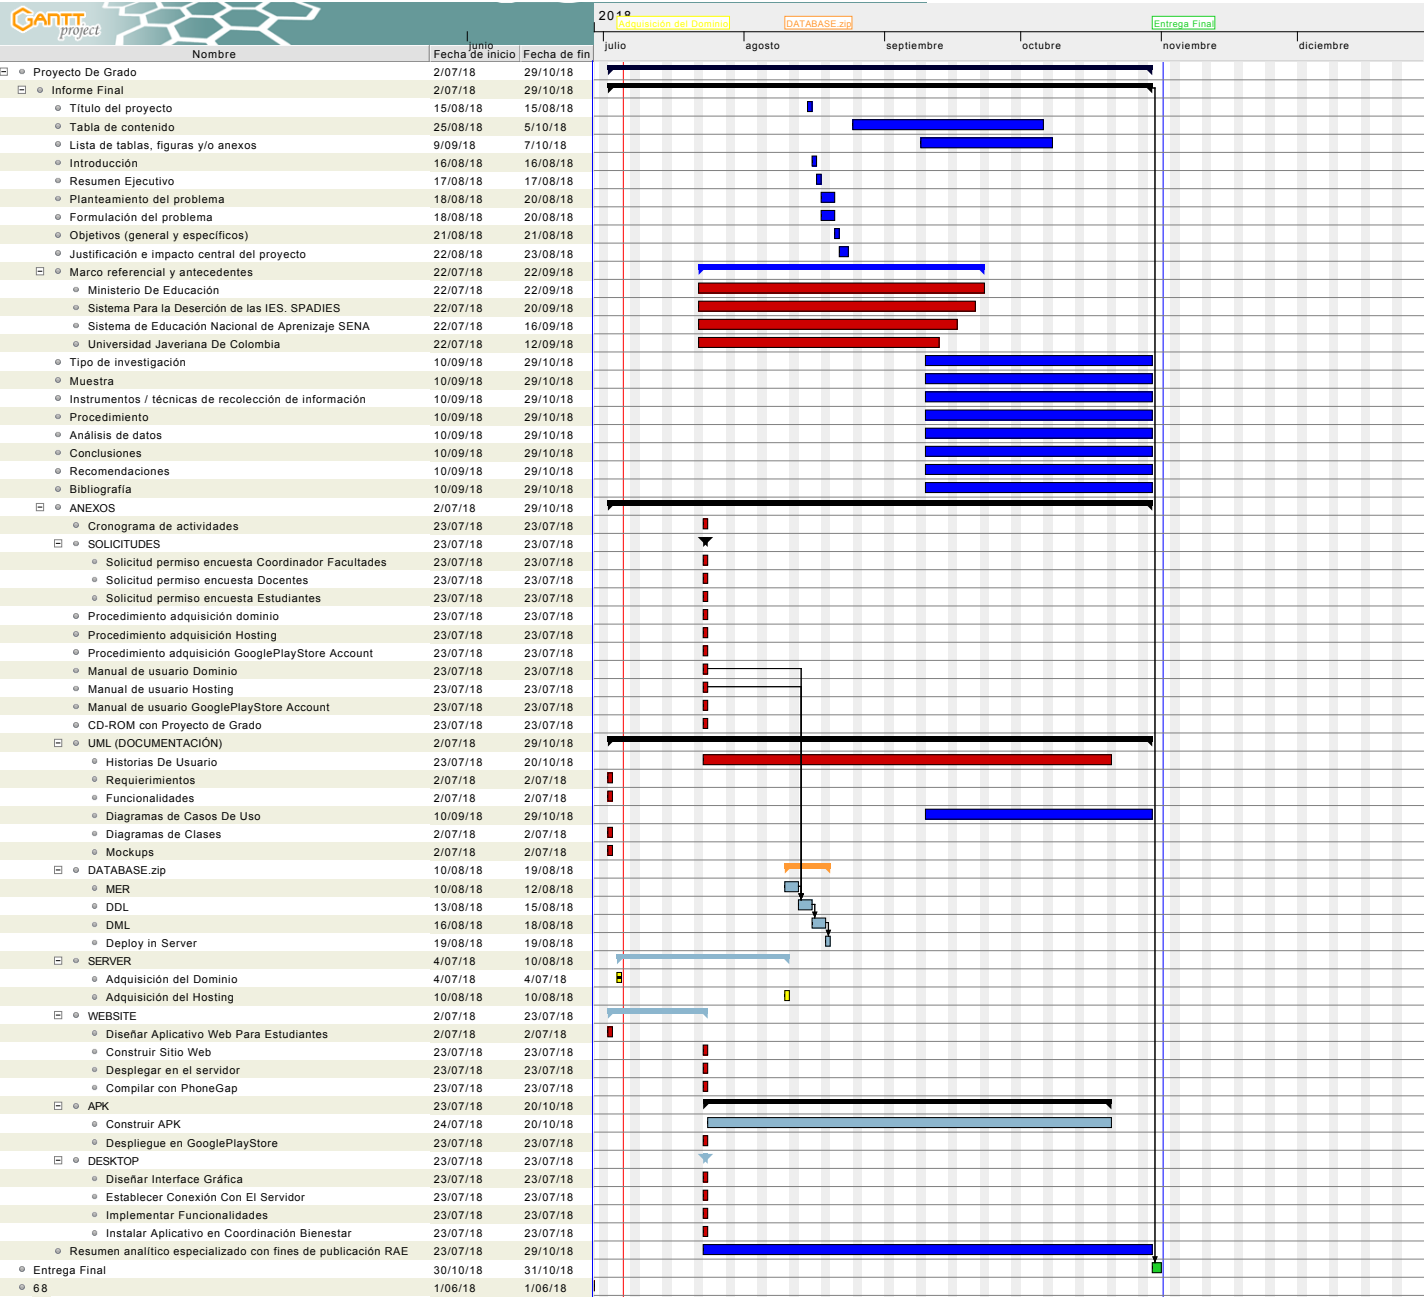 GANTT
project
2018
Adquisición del Dominio
DATABASE.zip
Entrega Final
junio
julio
agosto
septiembre
octubre
noviembre
diciembre
Nombre Fecha de inicio Fecha de fin
Proyecto De Grado 2/07/18 29/10/18
Informe Final 2/07/18 29/10/18
Título del proyecto 15/08/18 15/08/18
Tabla de contenido 25/08/18 5/10/18
Lista de tablas, figuras y/o anexos 9/09/18 7/10/18
Introducción 16/08/18 16/08/18
Resumen Ejecutivo 17/08/18 17/08/18
Planteamiento del problema 18/08/18 20/08/18
Formulación del problema 18/08/18 20/08/18
Objetivos (general y específicos) 21/08/18 21/08/18
Justificación e impacto central del proyecto 22/08/18 23/08/18
Marco referencial y antecedentes 22/07/18 22/09/18
Ministerio De Educación 22/07/18 22/09/18
Sistema Para la Deserción de las IES. SPADIES 22/07/18 20/09/18
Sistema de Educación Nacional de Aprenizaje SENA 22/07/18 16/09/18
Universidad Javeriana De Colombia 22/07/18 12/09/18
Tipo de investigación 10/09/18 29/10/18
Muestra 10/09/18 29/10/18
Instrumentos / técnicas de recolección de información 10/09/18 29/10/18
Procedimiento 10/09/18 29/10/18
Análisis de datos 10/09/18 29/10/18
Conclusiones 10/09/18 29/10/18
Recomendaciones 10/09/18 29/10/18
Bibliografía 10/09/18 29/10/18
ANEXOS 2/07/18 29/10/18
Cronograma de actividades 23/07/18 23/07/18
SOLICITUDES 23/07/18 23/07/18
Solicitud permiso encuesta Coordinador Facultades 23/07/18 23/07/18
Solicitud permiso encuesta Docentes 23/07/18 23/07/18
Solicitud permiso encuesta Estudiantes 23/07/18 23/07/18
Procedimiento adquisición dominio 23/07/18 23/07/18
Procedimiento adquisición Hosting 23/07/18 23/07/18
Procedimiento adquisición GooglePlayStore Account 23/07/18 23/07/18
Manual de usuario Dominio 23/07/18 23/07/18
Manual de usuario Hosting 23/07/18 23/07/18
Manual de usuario GooglePlayStore Account 23/07/18 23/07/18
CD-ROM con Proyecto de Grado 23/07/18 23/07/18
UML (DOCUMENTACIÓN) 2/07/18 29/10/18
Historias De Usuario 23/07/18 20/10/18
Requierimientos 2/07/18 2/07/18
Funcionalidades 2/07/18 2/07/18
Diagramas de Casos De Uso 10/09/18 29/10/18
Diagramas de Clases 2/07/18 2/07/18
Mockups 2/07/18 2/07/18
DATABASE.zip 10/08/18 19/08/18
MER 10/08/18 12/08/18
DDL 13/08/18 15/08/18
DML 16/08/18 18/08/18
Deploy in Server 19/08/18 19/08/18
SERVER 4/07/18 10/08/18
Adquisición del Dominio 4/07/18 4/07/18
Adquisición del Hosting 10/08/18 10/08/18
WEBSITE 2/07/18 23/07/18
Diseñar Aplicativo Web Para Estudiantes 2/07/18 2/07/18
Construir Sitio Web 23/07/18 23/07/18
Desplegar en el servidor 23/07/18 23/07/18
Compilar con PhoneGap 23/07/18 23/07/18
APK 23/07/18 20/10/18
Construir APK 24/07/18 20/10/18
Despliegue en GooglePlayStore 23/07/18 23/07/18
DESKTOP 23/07/18 23/07/18
Diseñar Interface Gráfica 23/07/18 23/07/18
Establecer Conexión Con El Servidor 23/07/18 23/07/18
Implementar Funcionalidades 23/07/18 23/07/18
Instalar Aplicativo en Coordinación Bienestar 23/07/18 23/07/18
Resumen analítico especializado con fines de publicación RAE 23/07/18 29/10/18
Entrega Final 30/10/18 31/10/18
68 1/06/18 1/06/18